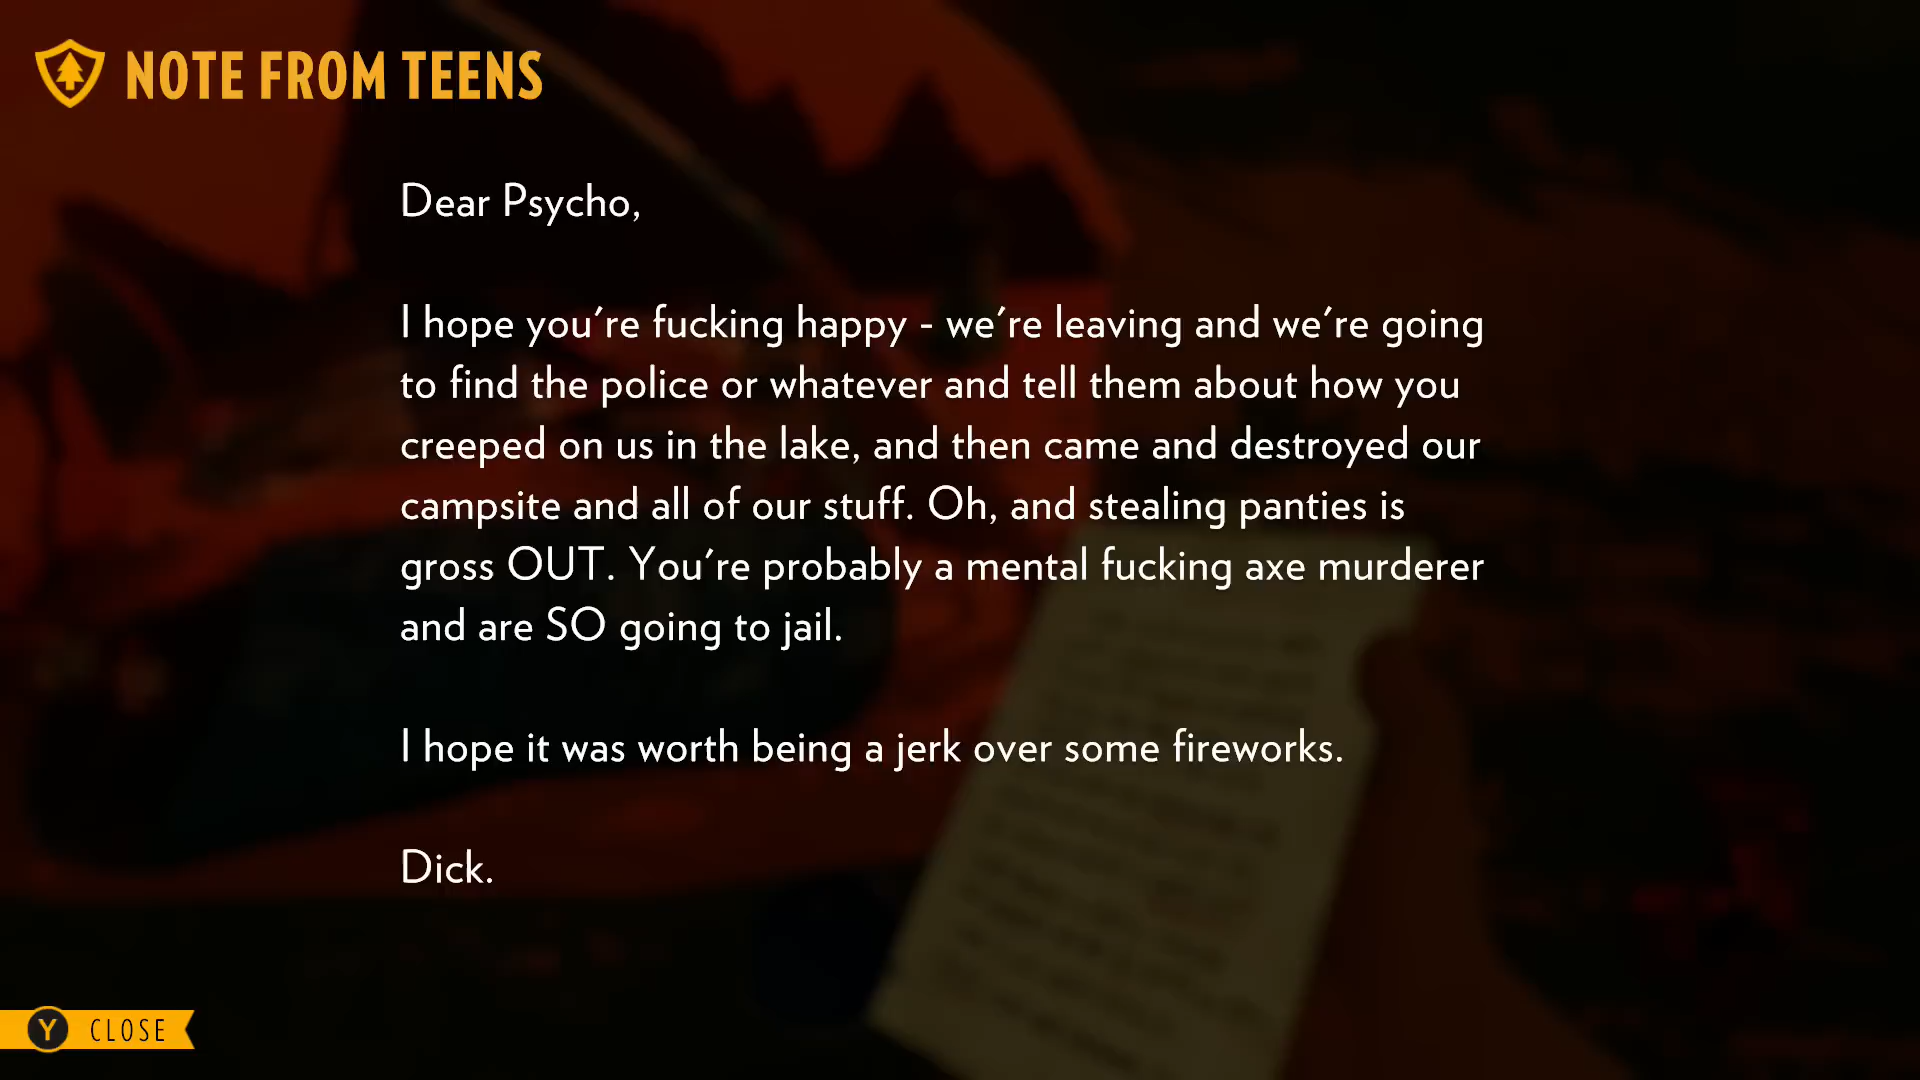 NOTE FROM TEENS
Dear Psycho,
I hope you're fucking happy - we're leaving and we're going
to find the police or whatever and tell them about how you
creeped on us in the lake, and then came and destroyed our
campsite and all of our stuff. Oh, and stealing panties is
gross OUT. You're probably a mental fucking axe murderer
and are SO going to jail.
I hope it was worth being a jerk over some fireworks.
Dick.
Y CLOSE